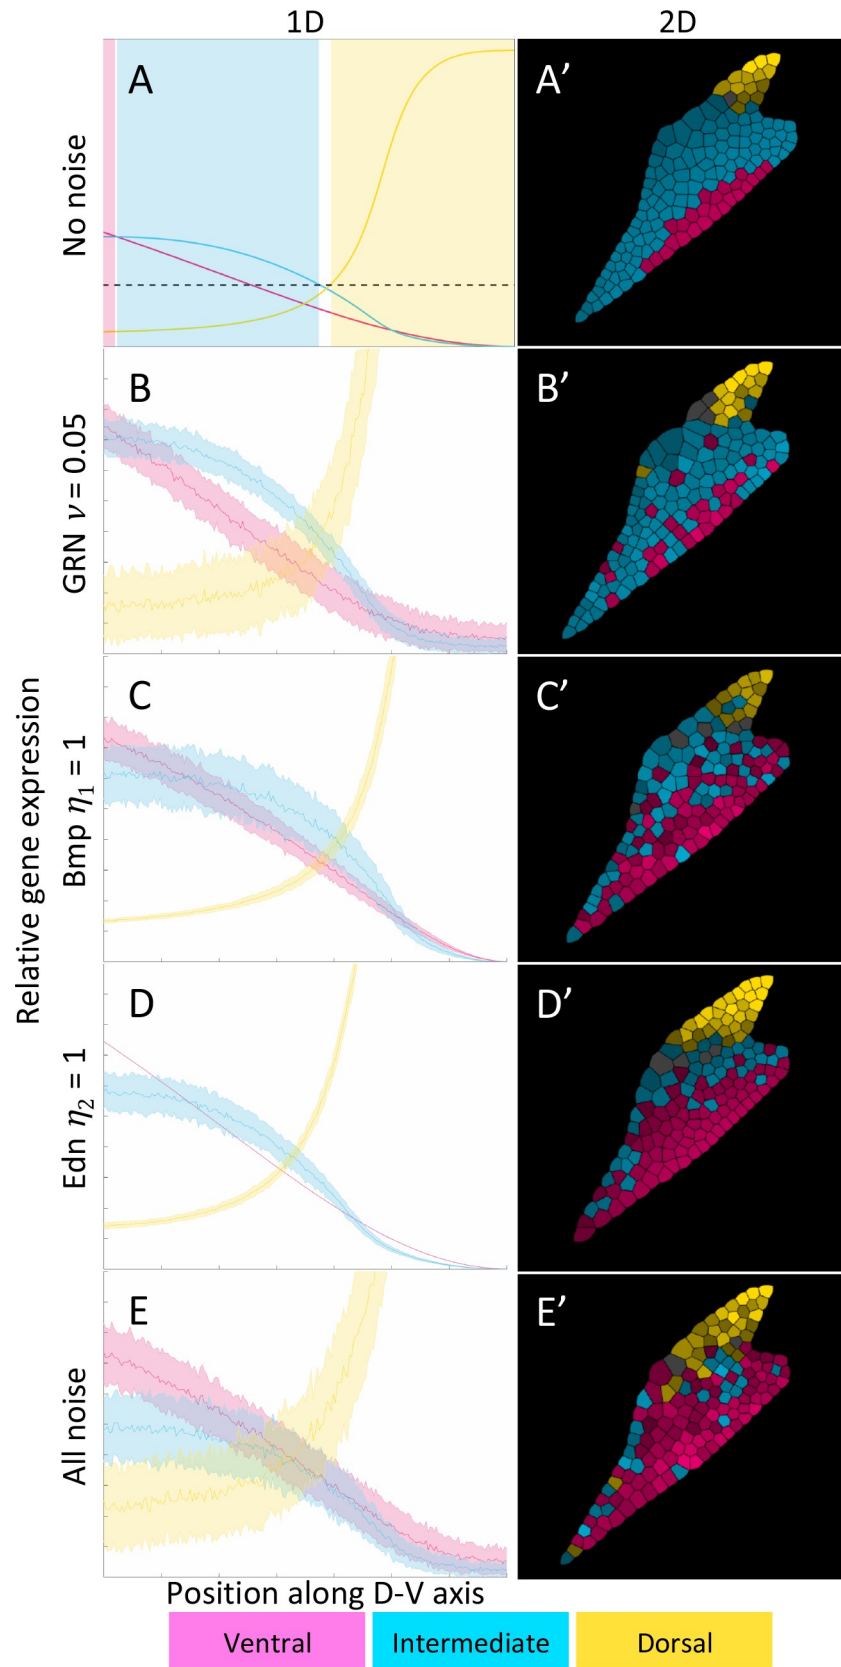 1D 2D
No noise
A A’
GRN 𝜈 = 0.05
B B’
Relative gene expression
Bmp 𝜂₁ = 1
C C’
Edn 𝜂₂ = 1
D D’
All noise
E E’
Position along D-V axis
Ventral Intermediate Dorsal